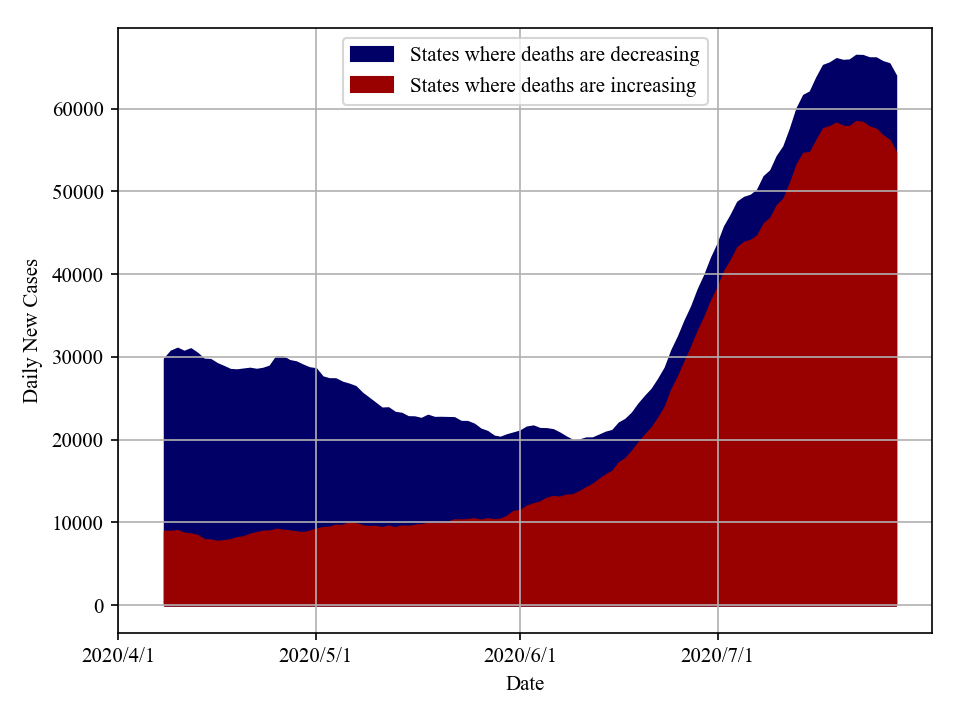 States where deaths are decreasing
States where deaths are increasing
60000
50000
40000
30000
20000
10000
0
Daily New Cases
2020/4/1
2020/5/1
2020/6/1
2020/7/1
Date